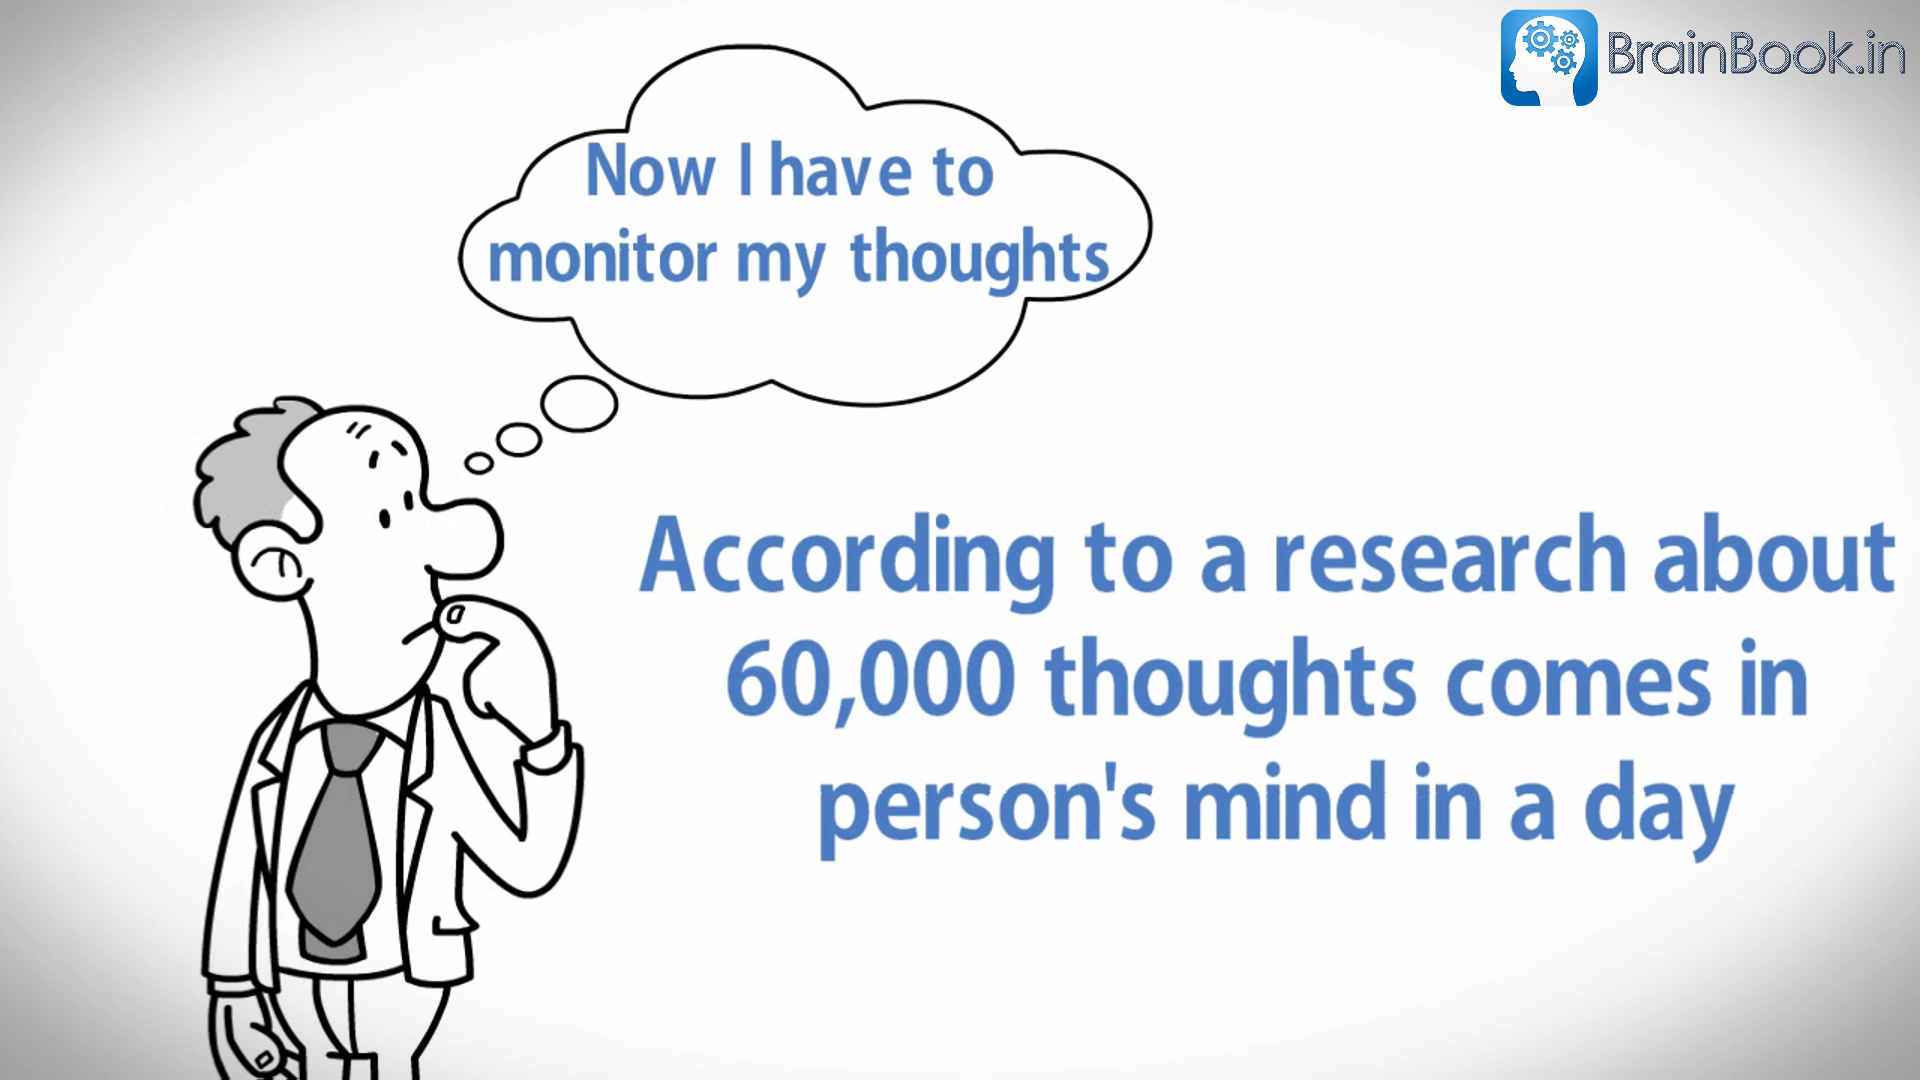 BrainBook.in
Now I have to
monitor my thoughts
According to a research about
60,000 thoughts comes in
person's mind in a day